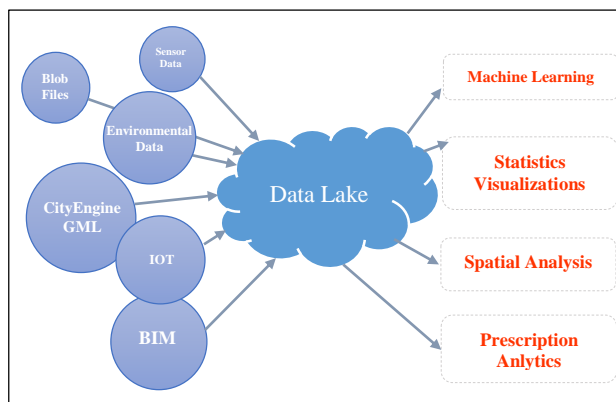 Sensor
Data
Blob
Files
Environmental
Data
CityEngine
GML
IOT
BIM
Data Lake
Machine Learning
Statistics
Visualizations
Spatial Analysis
Prescription
Anlytics